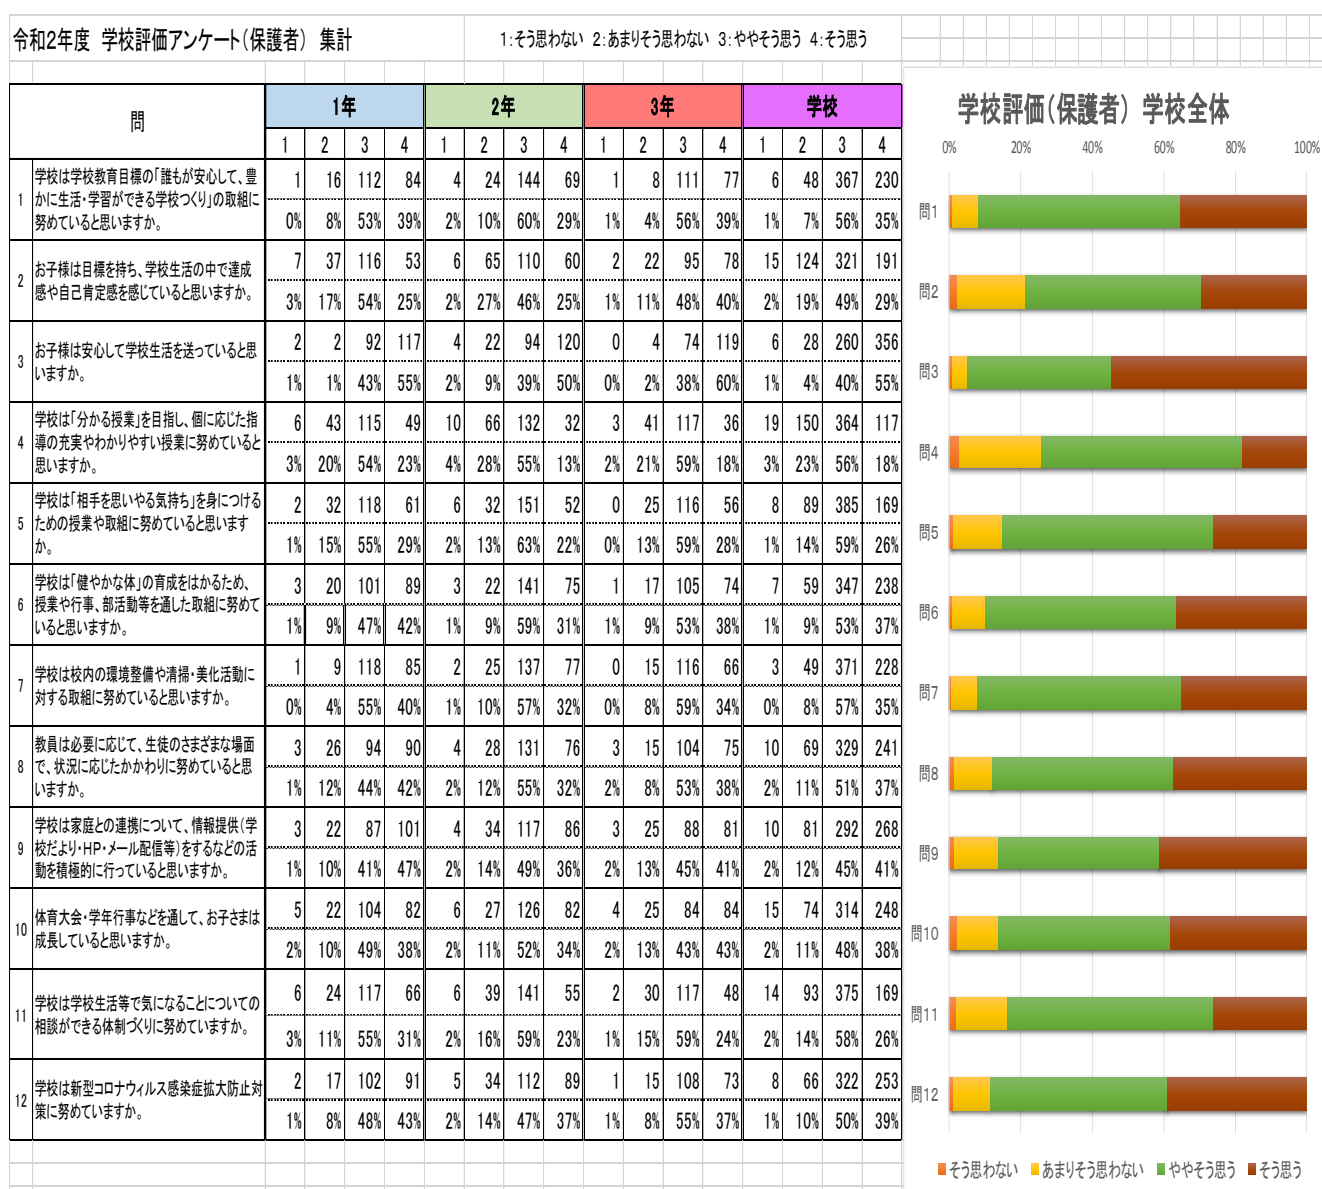 令和2年度 学校評価アンケート(保護者) 集計
1:そう思わない 2:あまりそう思わない 3:ややそう思う 4:そう思う
問 1年 2年 3年 学校
1 2 3 4 1 2 3 4 1 2 3 4 1 2 3 4
1
学校は学校教育目標の「誰もが安心して、豊
かに生活・学習ができる学校つくり」の取組に
努めていると思いますか。
1 16 112 84 4 24 144 69 1 8 111 77 6 48 367 230
0% 8% 53% 39% 2% 10% 60% 29% 1% 4% 56% 39% 1% 7% 56% 35%
2
お子様は目標を持ち、学校生活の中で達成
感や自己肯定感を感じていると思いますか。
7 37 116 53 6 65 110 60 2 22 95 78 15 124 321 191
3% 17% 54% 25% 2% 27% 46% 25% 1% 11% 48% 40% 2% 19% 49% 29%
3
お子様は安心して学校生活を送っていると思
いますか。
2 2 92 117 4 22 94 120 0 4 74 119 6 28 260 356
1% 1% 43% 55% 2% 9% 39% 50% 0% 2% 38% 60% 1% 4% 40% 55%
4
学校は「分かる授業」を目指し、個に応じた指
導の充実やわかりやすい授業に努めていると
思いますか。
6 43 115 49 10 66 132 32 3 41 117 36 19 150 364 117
3% 20% 54% 23% 4% 28% 55% 13% 2% 21% 59% 18% 3% 23% 56% 18%
5
学校は「相手を思いやる気持ち」を身につける
ための授業や取組に努めていると思います
か。
2 32 118 61 6 32 151 52 0 25 116 56 8 89 385 169
1% 15% 55% 29% 2% 13% 63% 22% 0% 13% 59% 28% 1% 14% 59% 26%
6
学校は「健やかな体」の育成をはかるため、
授業や行事、部活動等を通した取組に努めて
いると思いますか。
3 20 101 89 3 22 141 75 1 17 105 74 7 59 347 238
1% 9% 47% 42% 1% 9% 59% 31% 1% 9% 53% 38% 1% 9% 53% 37%
7
学校は校内の環境整備や清掃・美化活動に
対する取組に努めていると思いますか。
1 9 118 85 2 25 137 77 0 15 116 66 3 49 371 228
0% 4% 55% 40% 1% 10% 57% 32% 0% 8% 59% 34% 0% 8% 57% 35%
8
教員は必要に応じて、生徒のさまざまな場面
で、状況に応じたかかわりに努めていると思
いますか。
3 26 94 90 4 28 131 76 3 15 104 75 10 69 329 241
1% 12% 44% 42% 2% 12% 55% 32% 2% 8% 53% 38% 2% 11% 51% 37%
9
学校は家庭との連携について、情報提供(学
校だより・HP・メール配信等)をするなどの活
動を積極的に行っていると思いますか。
3 22 87 101 4 34 117 86 3 25 88 81 10 81 292 268
1% 10% 41% 47% 2% 14% 49% 36% 2% 13% 45% 41% 2% 12% 45% 41%
10
体育大会・学年行事などを通して、お子さまは
成長していると思いますか。
5 22 104 82 6 27 126 82 4 25 84 84 15 74 314 248
2% 10% 49% 38% 2% 11% 52% 34% 2% 13% 43% 43% 2% 11% 48% 38%
11
学校は学校生活等で気になることについての
相談ができる体制づくりに努めていますか。
6 24 117 66 6 39 141 55 2 30 117 48 14 93 375 169
3% 11% 55% 31% 2% 16% 59% 23% 1% 15% 59% 24% 2% 14% 58% 26%
12
学校は新型コロナウィルス感染症拡大防止対
策に努めていますか。
2 17 102 91 5 34 112 89 1 15 108 73 8 66 322 253
1% 8% 48% 43% 2% 14% 47% 37% 1% 8% 55% 37% 1% 10% 50% 39%
学校評価(保護者) 学校全体
0% 20% 40% 60% 80% 100%
問1
問2
問3
問4
問5
問6
問7
問8
問9
問10
問11
問12
そう思わない あまりそう思わない ややそう思う そう思う